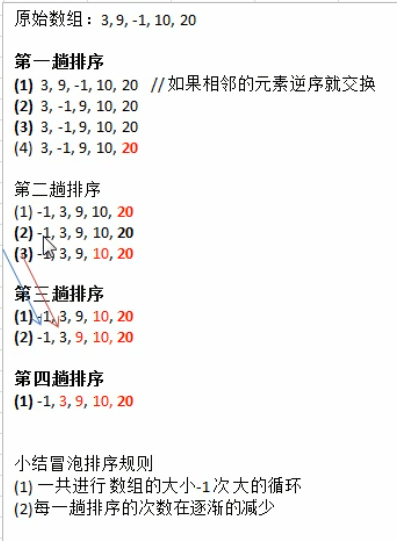 原始数组：3, 9, -1, 10, 20
第一趟排序
(1) 3, 9, -1, 10, 20 // 如果相邻的元素逆序就交换
(2) 3, -1, 9, 10, 20
(3) 3, -1, 9, 10, 20
(4) 3, -1, 9, 10, 20
第二趟排序
(1) -1, 3, 9, 10, 20
(2) -1, 3, 9, 10, 20
(3) -1, 3, 9, 10, 20
第三趟排序
(1) -1, 3, 9, 10, 20
(2) -1, 3, 9, 10, 20
第四趟排序
(1) -1, 3, 9, 10, 20
小结冒泡排序规则
(1) 一共进行 数组的大小-1 次 大的循环
(2)每一趟排序的次数在逐渐的减少